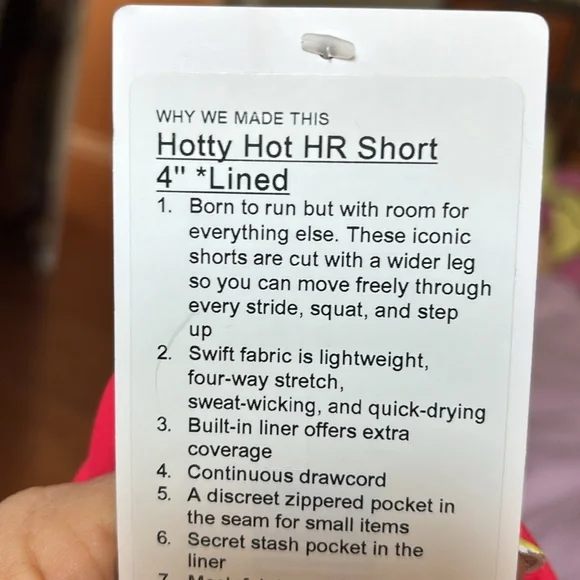 WHY WE MADE THIS
Hotty Hot HR Short
4" *Lined
1. Born to run but with room for
everything else. These iconic
shorts are cut with a wider leg
so you can move freely through
every stride, squat, and step
up
2. Swift fabric is lightweight,
four-way stretch,
sweat-wicking, and quick-drying
3. Built-in liner offers extra
coverage
4. Continuous drawcord
5. A discreet zippered pocket in
the seam for small items
6. Secret stash pocket in the
liner
7.